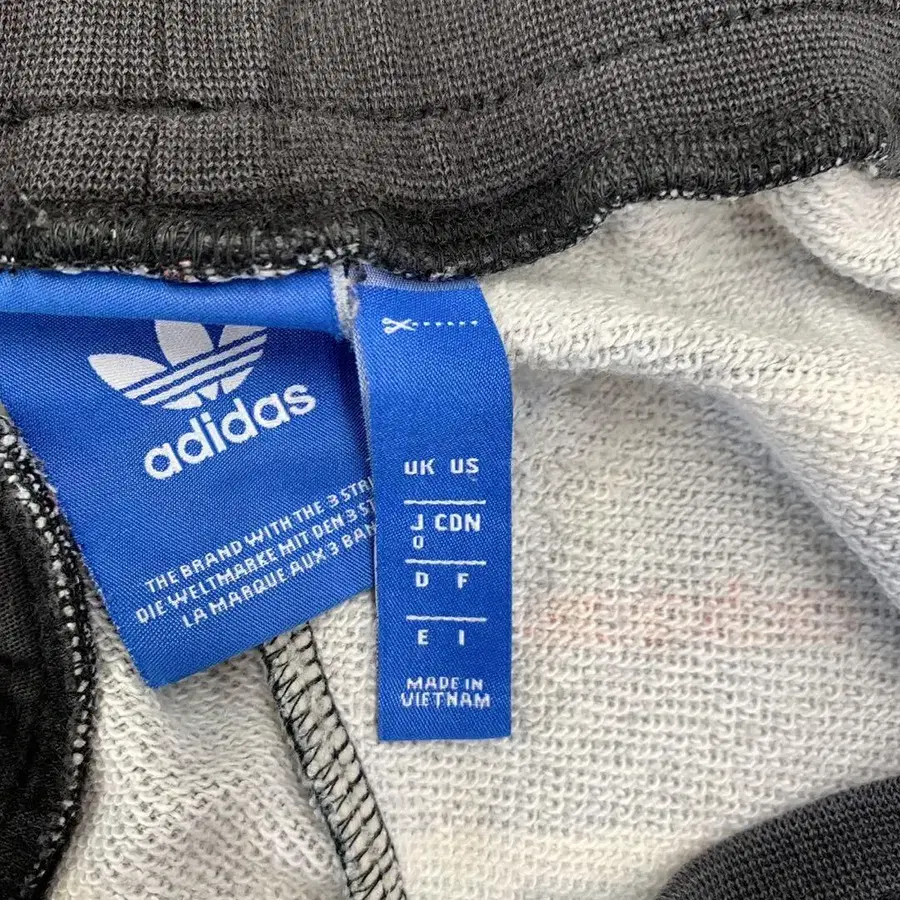 adidas
THE BRAND WITH THE 3
DIE WELTMARKE MIT DEN 3
LA MARQUE AUX 3
UK US
J CDN
O
D F
E I
MADE IN
VIETNAM